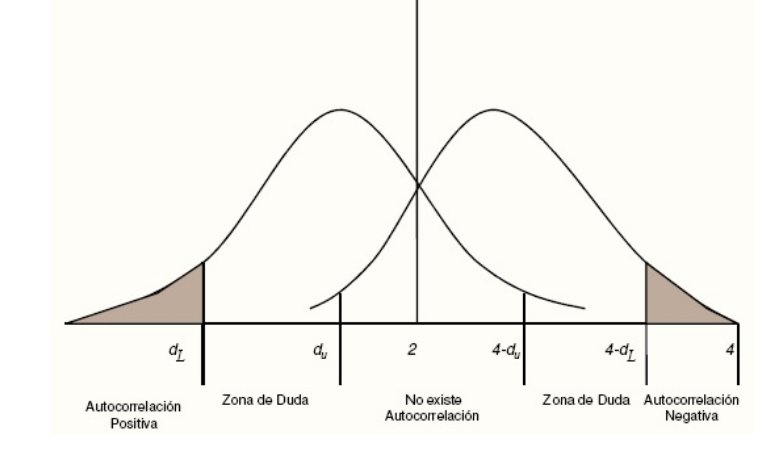 d_L d_u 2 4-d_u 4-d_L 4
Autocorrelación
Positiva
Zona de Duda
No existe
Autocorrelación
Zona de Duda
Autocorrelación
Negativa